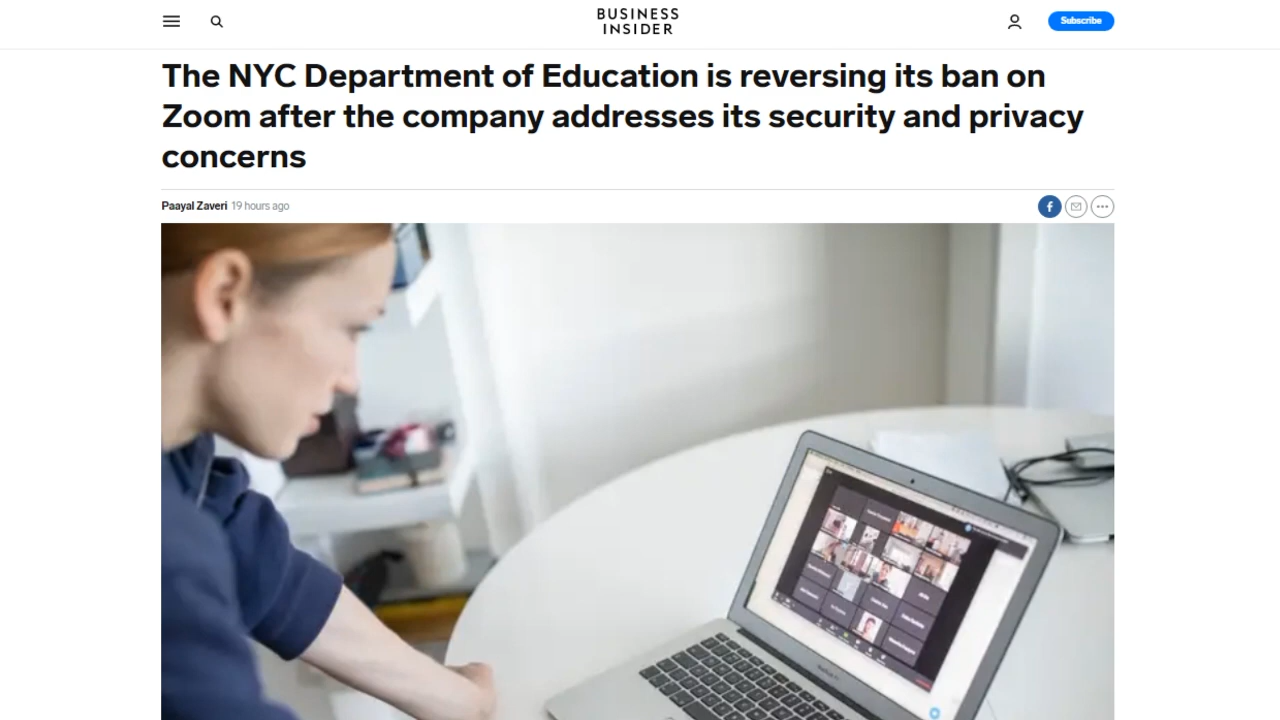 BUSINESS
INSIDER
Subscribe
The NYC Department of Education is reversing its ban on
Zoom after the company addresses its security and privacy
concerns
Paayal Zaveri 19 hours ago